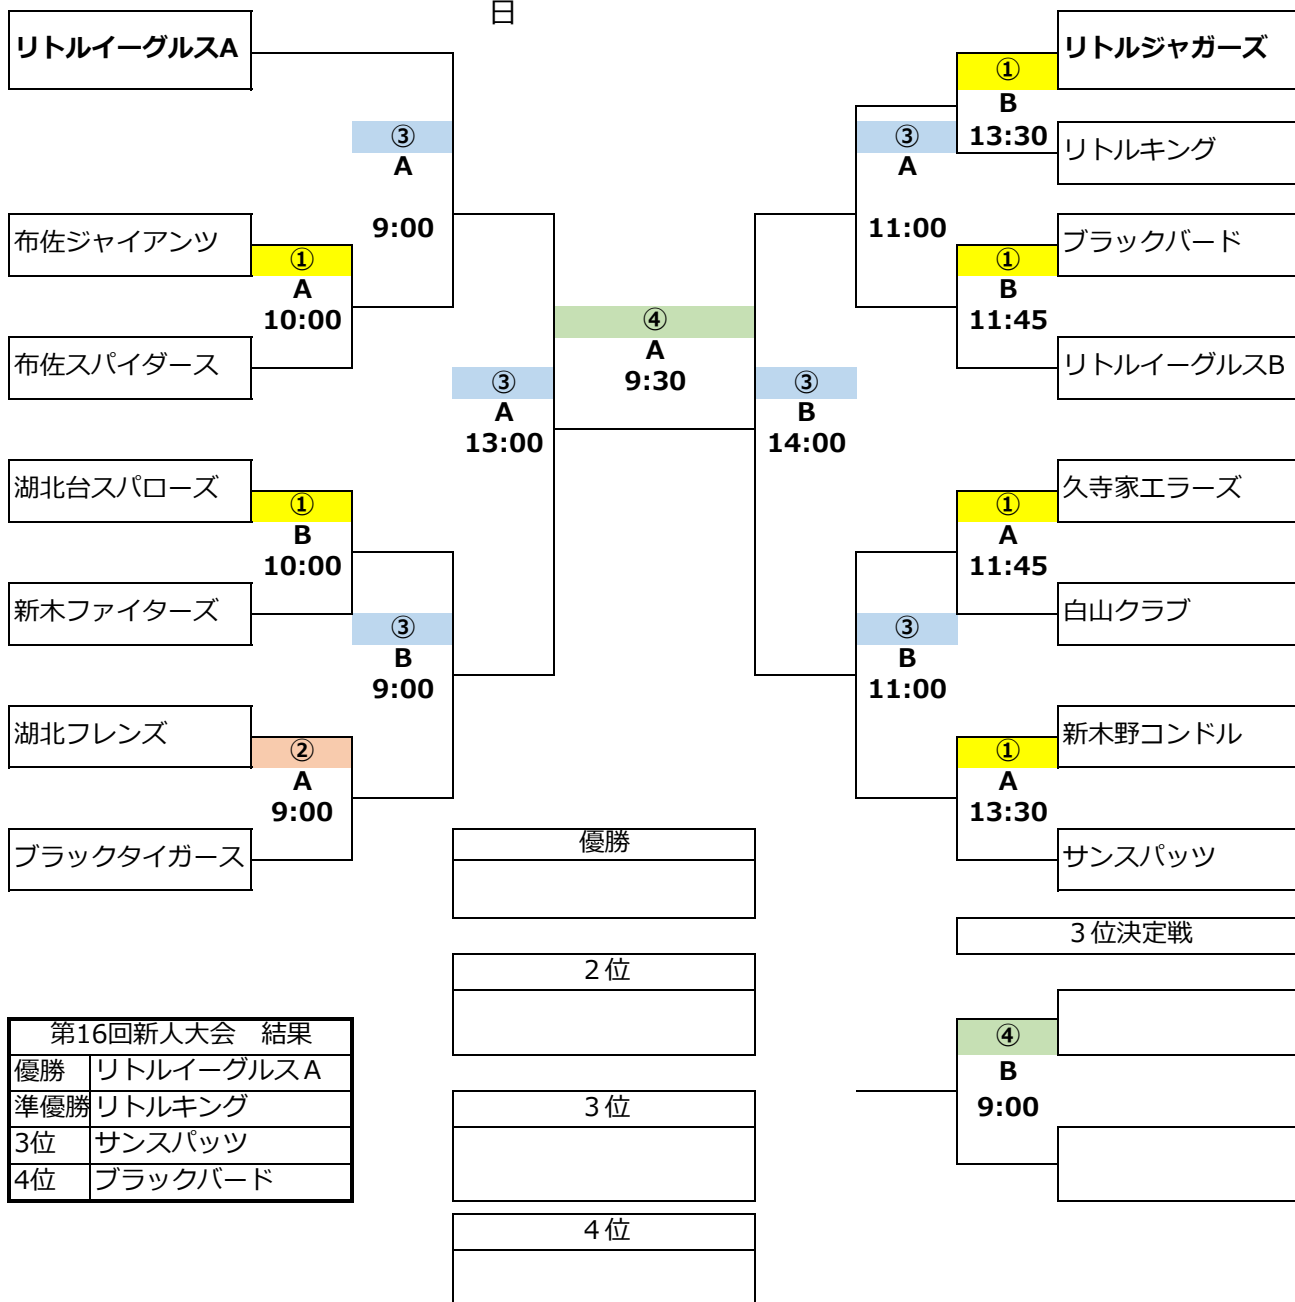 日
リトルイーグルスA
リトルジャガーズ
①
B
13:30
リトルキング
③
A
9:00
③
A
11:00
布佐ジャイアンツ
①
A
10:00
布佐スパイダース
ブラックバード
①
B
11:45
リトルイーグルスB
④
A
9:30
③
A
13:00
③
B
14:00
湖北台スパローズ
①
B
10:00
新木ファイターズ
久寺家エラーズ
①
A
11:45
白山クラブ
③
B
9:00
③
B
11:00
湖北フレンズ
②
A
9:00
ブラックタイガース
新木野コンドル
①
A
13:30
サンスパッツ
優勝
２位
３位
４位
３位決定戦
④
B
9:00
第16回新人大会　結果
優勝 リトルイーグルスＡ
準優勝 リトルキング
3位 サンスパッツ
4位 ブラックバード